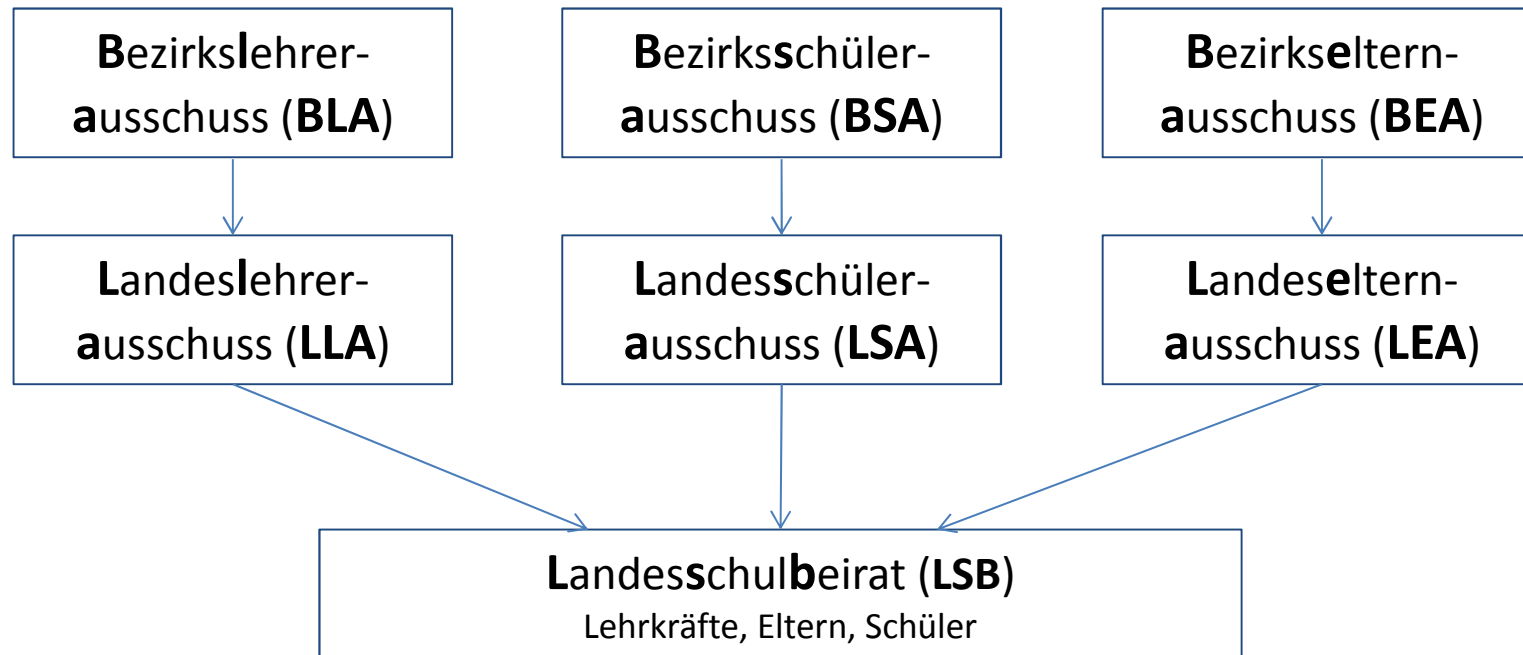 Bezirkslehrer-
ausschuss (BLA)
Bezirksschüler-
ausschuss (BSA)
Bezirkseltern-
ausschuss (BEA)
Landeslehrer-
ausschuss (LLA)
Landesschüler-
ausschuss (LSA)
Landeseltern-
ausschuss (LEA)
Landesschulbeirat (LSB)
Lehrkräfte, Eltern, Schüler